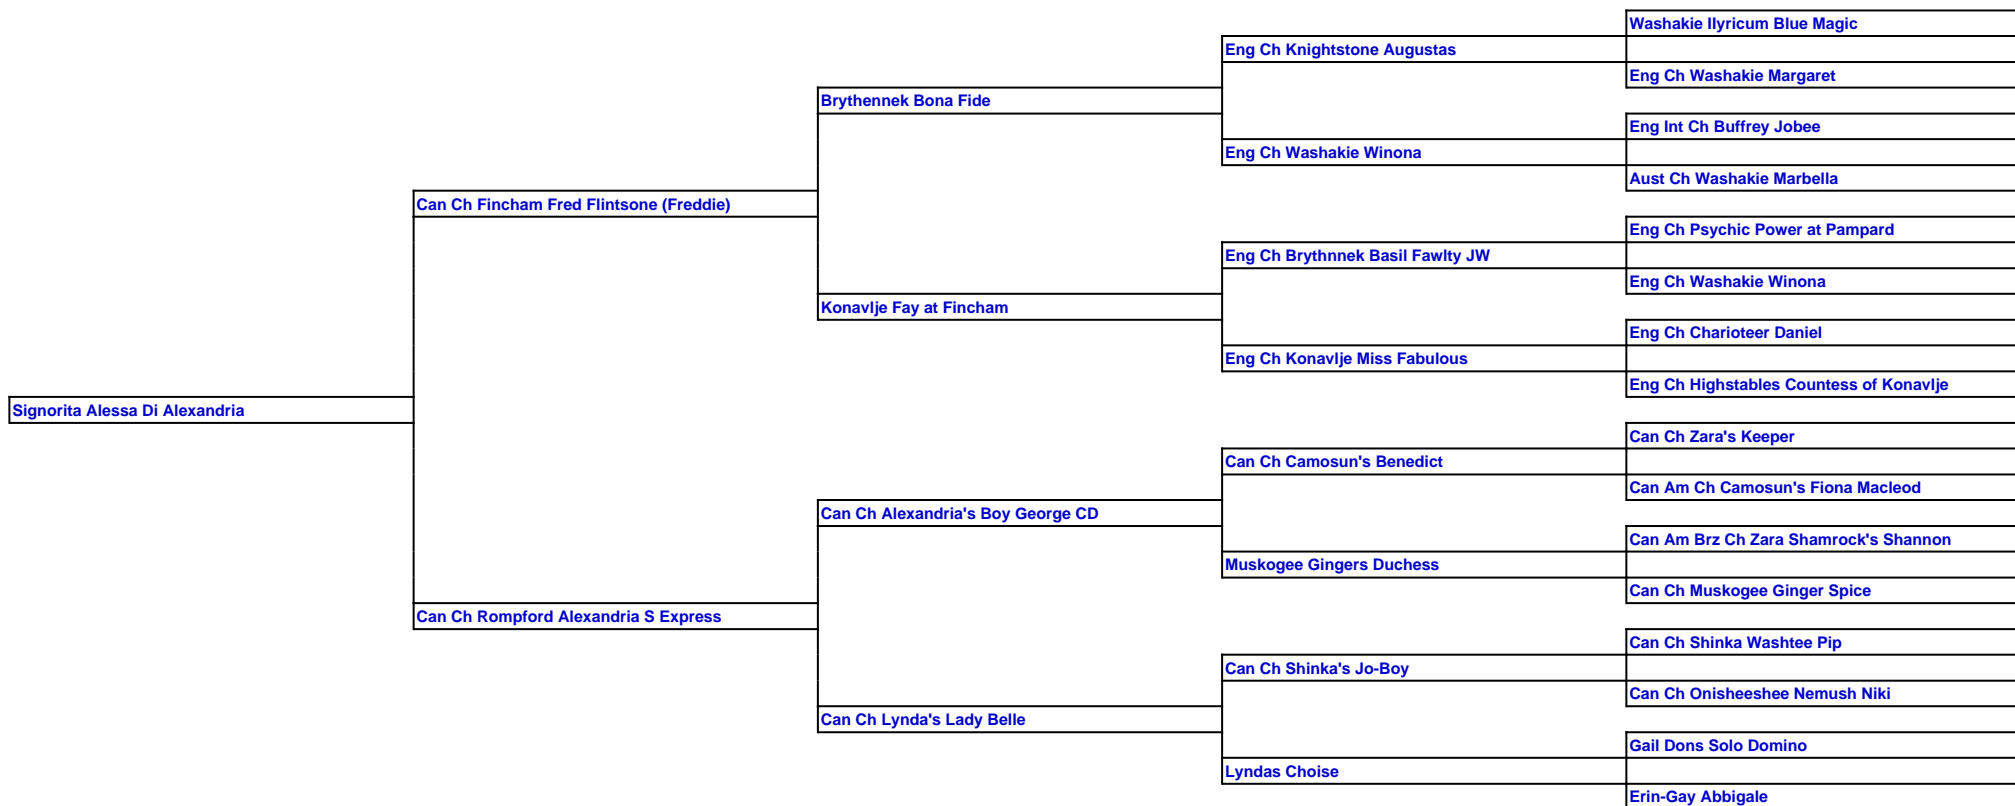 Washakie Ilyricum Blue Magic
Eng Ch Knightstone Augustas
Eng Ch Washakie Margaret
Brythennek Bona Fide
Eng Int Ch Buffrey Jobee
Eng Ch Washakie Winona
Aust Ch Washakie Marbella
Can Ch Fincham Fred Flintsone (Freddie)
Eng Ch Psychic Power at Pampard
Eng Ch Brythnnek Basil Fawlty JW
Eng Ch Washakie Winona
Konavlje Fay at Fincham
Eng Ch Charioteer Daniel
Eng Ch Konavlje Miss Fabulous
Eng Ch Highstables Countess of Konavlje
Signorita Alessa Di Alexandria
Can Ch Zara's Keeper
Can Ch Camosun's Benedict
Can Am Ch Camosun's Fiona Macleod
Can Ch Alexandria's Boy George CD
Can Am Brz Ch Zara Shamrock's Shannon
Muskogee Gingers Duchess
Can Ch Muskogee Ginger Spice
Can Ch Rompford Alexandria S Express
Can Ch Shinka Washtee Pip
Can Ch Shinka's Jo-Boy
Can Ch Onisheeshee Nemush Niki
Can Ch Lynda's Lady Belle
Gail Dons Solo Domino
Lyndas Choise
Erin-Gay Abbigale